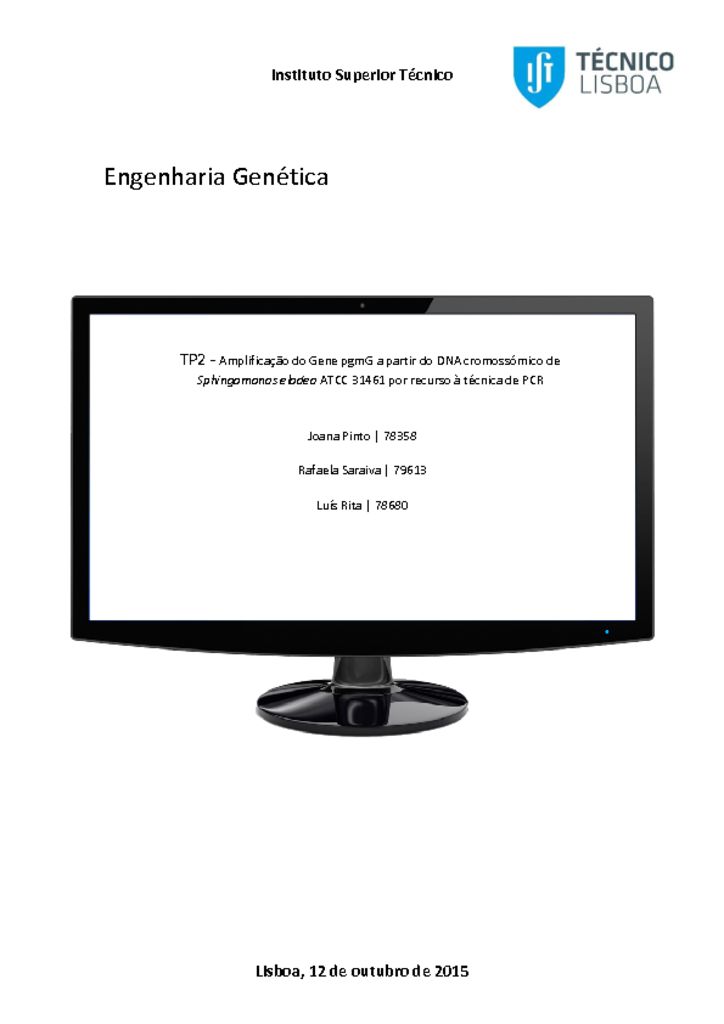 Instituto Superior Técnico
TÉCNICO
LISBOA
Engenharia Genética
TP2 - Amplificação do Gene pgmG a partir do DNA cromossómico de
Sphingomonas elodea ATCC 31461 por recurso à técnica de PCR
Joana Pinto | 78358
Rafaela Saraiva | 79613
Luís Rita | 78680
Lisboa, 12 de outubro de 2015